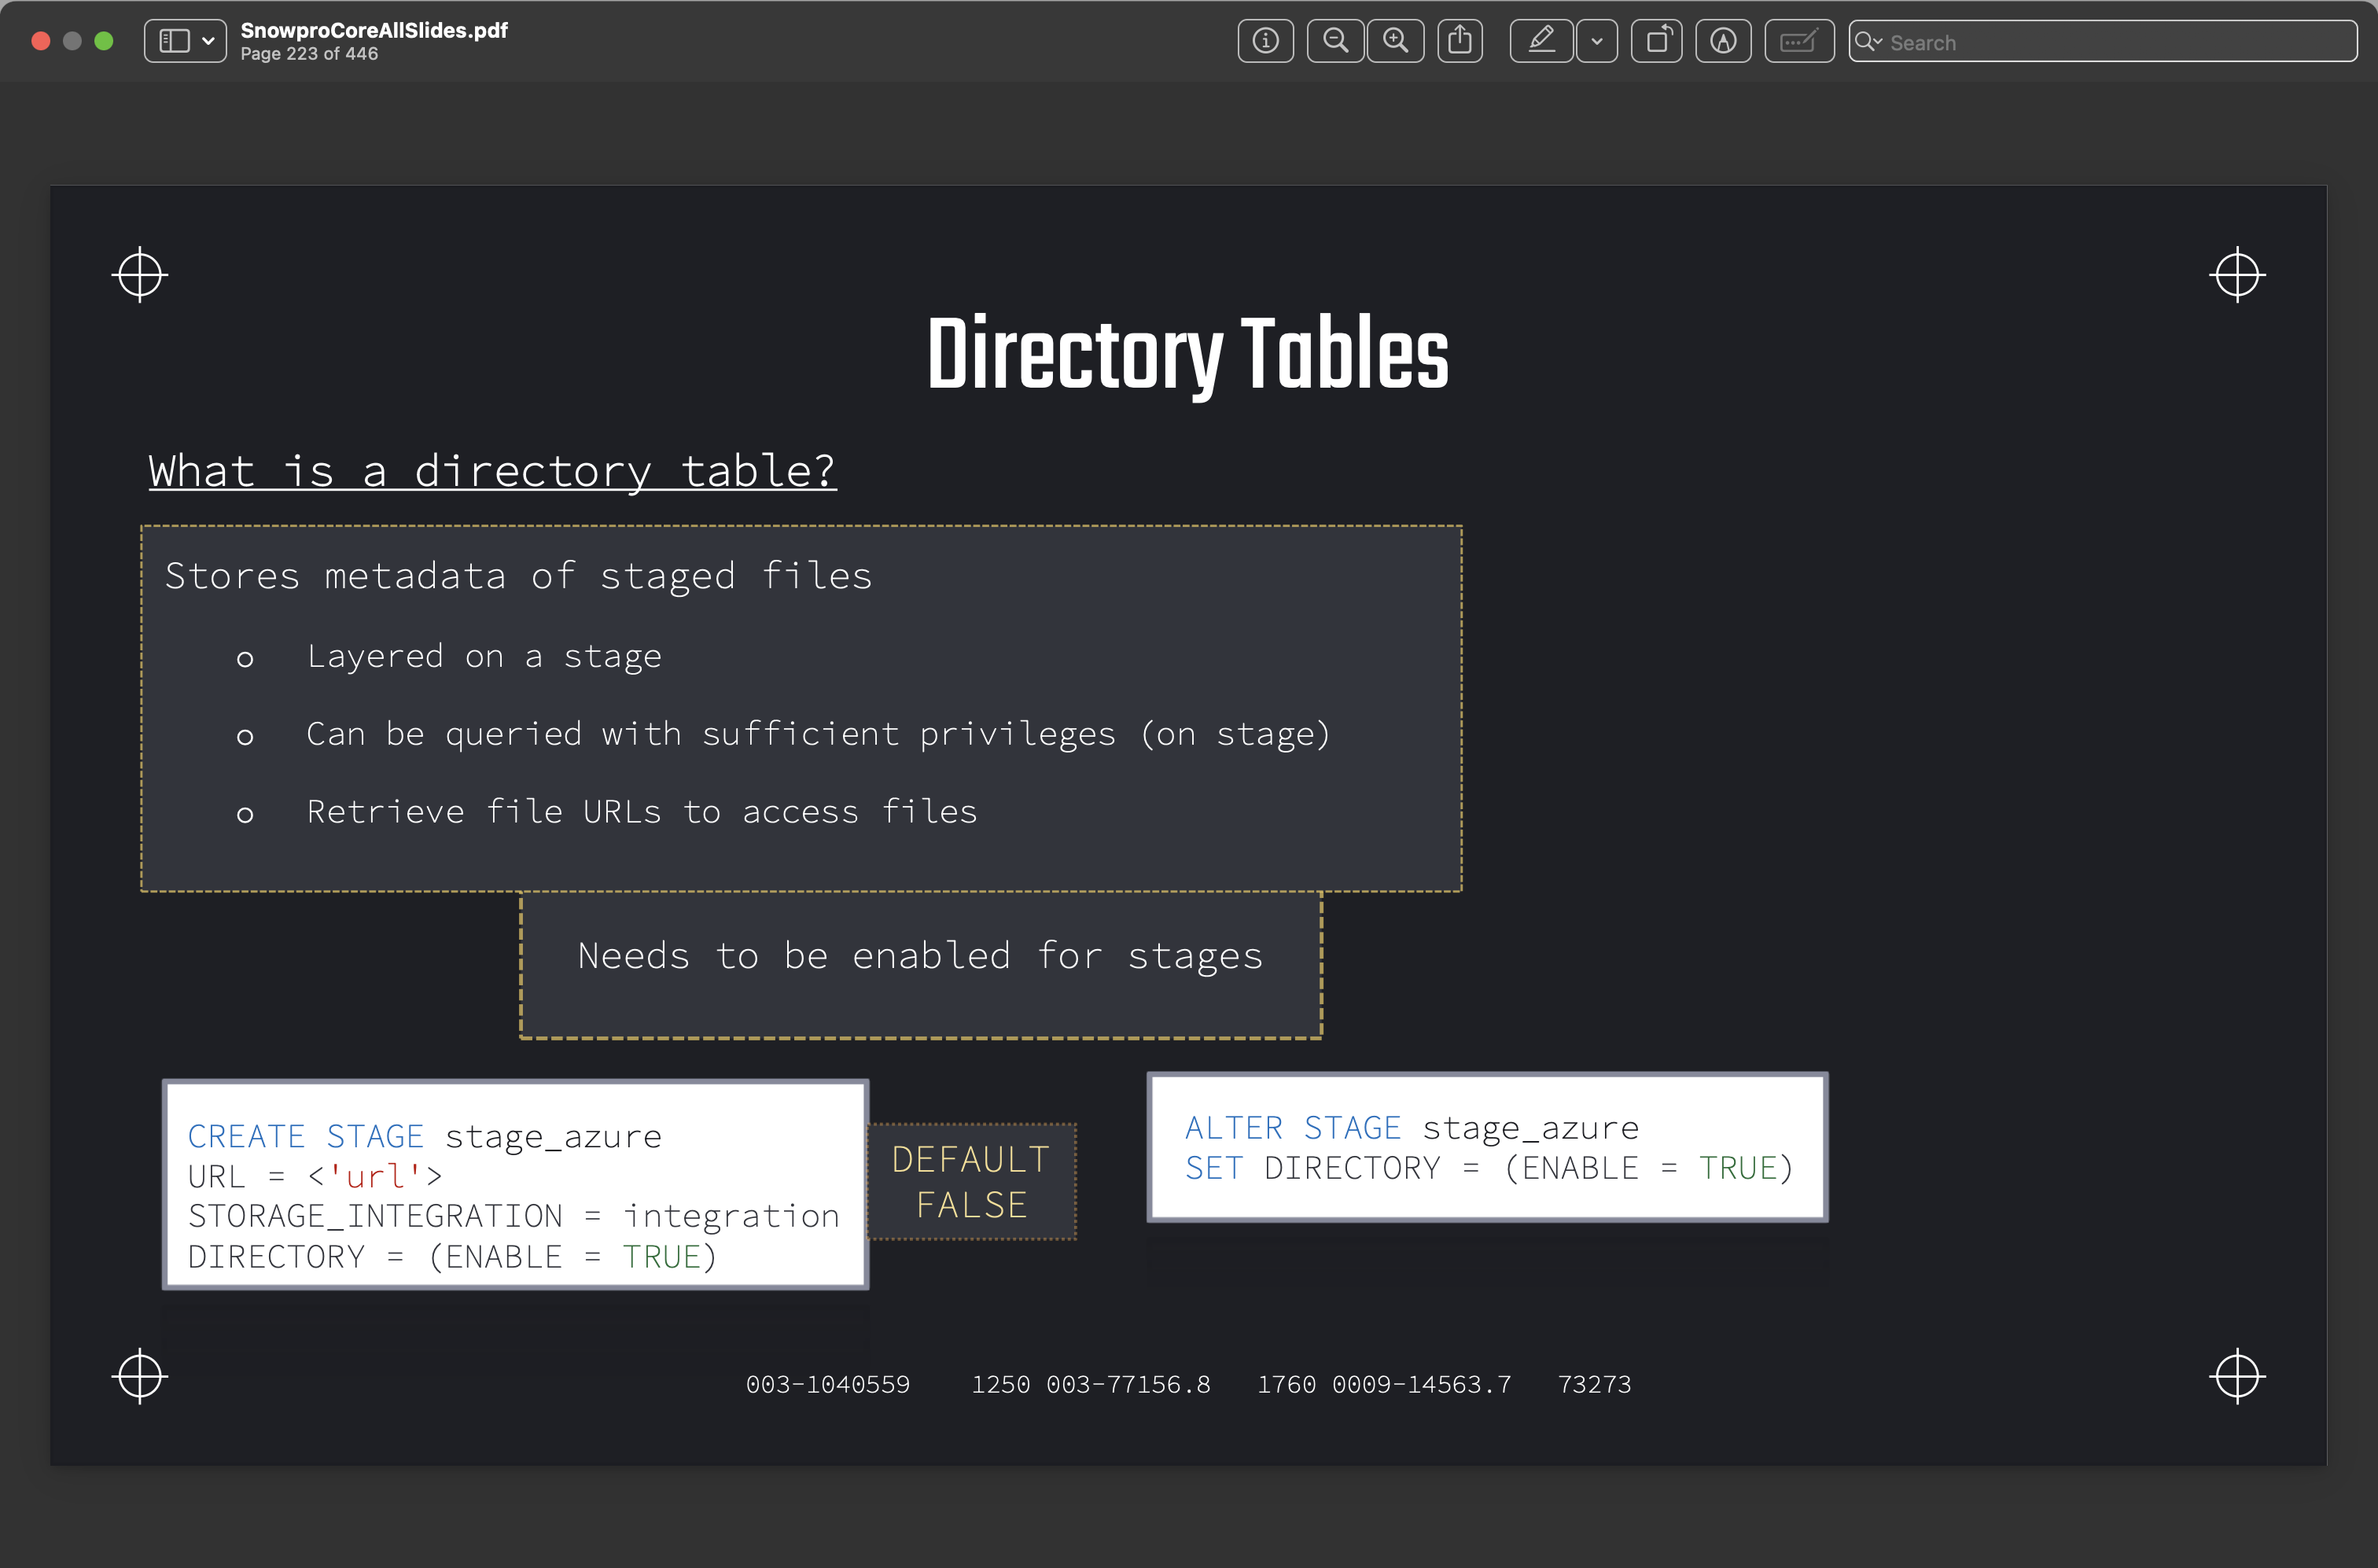 SnowproCoreAllSlides.pdf
Page 223 of 446
Search
Directory Tables
What is a directory table?
Stores metadata of staged files
Layered on a stage
Can be queried with sufficient privileges (on stage)
Retrieve file URLs to access files
Needs to be enabled for stages
CREATE STAGE stage_azure
URL = <'url'>
STORAGE_INTEGRATION = integration
DIRECTORY = (ENABLE = TRUE)
DEFAULT
FALSE
ALTER STAGE stage_azure
SET DIRECTORY = (ENABLE = TRUE)
003-1040559 1250 003-77156.8 1760 0009-14563.7 73273